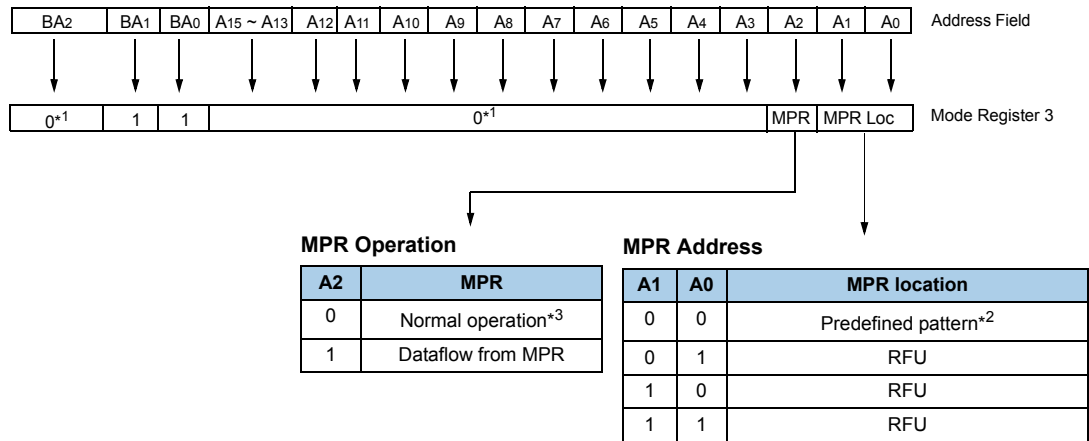 BA2 BA1 BA0 A15 ~ A13 A12 A11 A10 A9 A8 A7 A6 A5 A4 A3 A2 A1 A0 Address Field
0*1 1 1 0*1 MPR MPR Loc Mode Register 3
MPR Operation
A2 MPR
0 Normal operation*3
1 Dataflow from MPR
MPR Address
A1 A0 MPR location
0 0 Predefined pattern*2
0 1 RFU
1 0 RFU
1 1 RFU